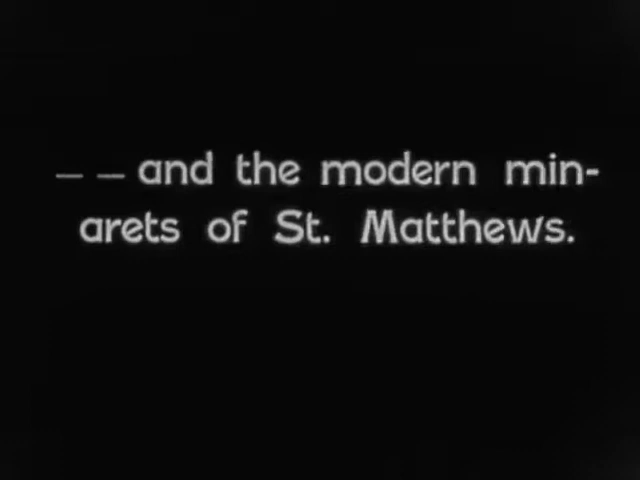 — — and the modern min-
arets of St. Matthews.